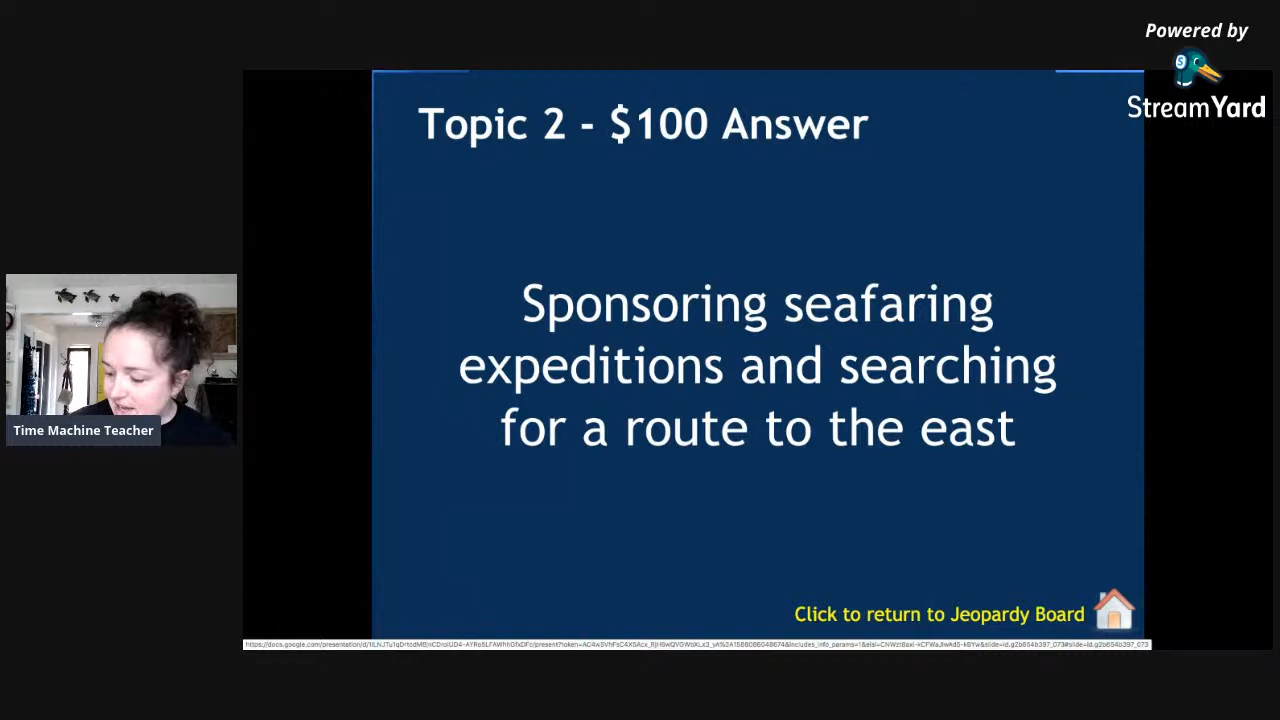 Powered by
StreamYard
Topic 2 - $100 Answer
Sponsoring seafaring
expeditions and searching
for a route to the east
Time Machine Teacher
Click to return to Jeopardy Board